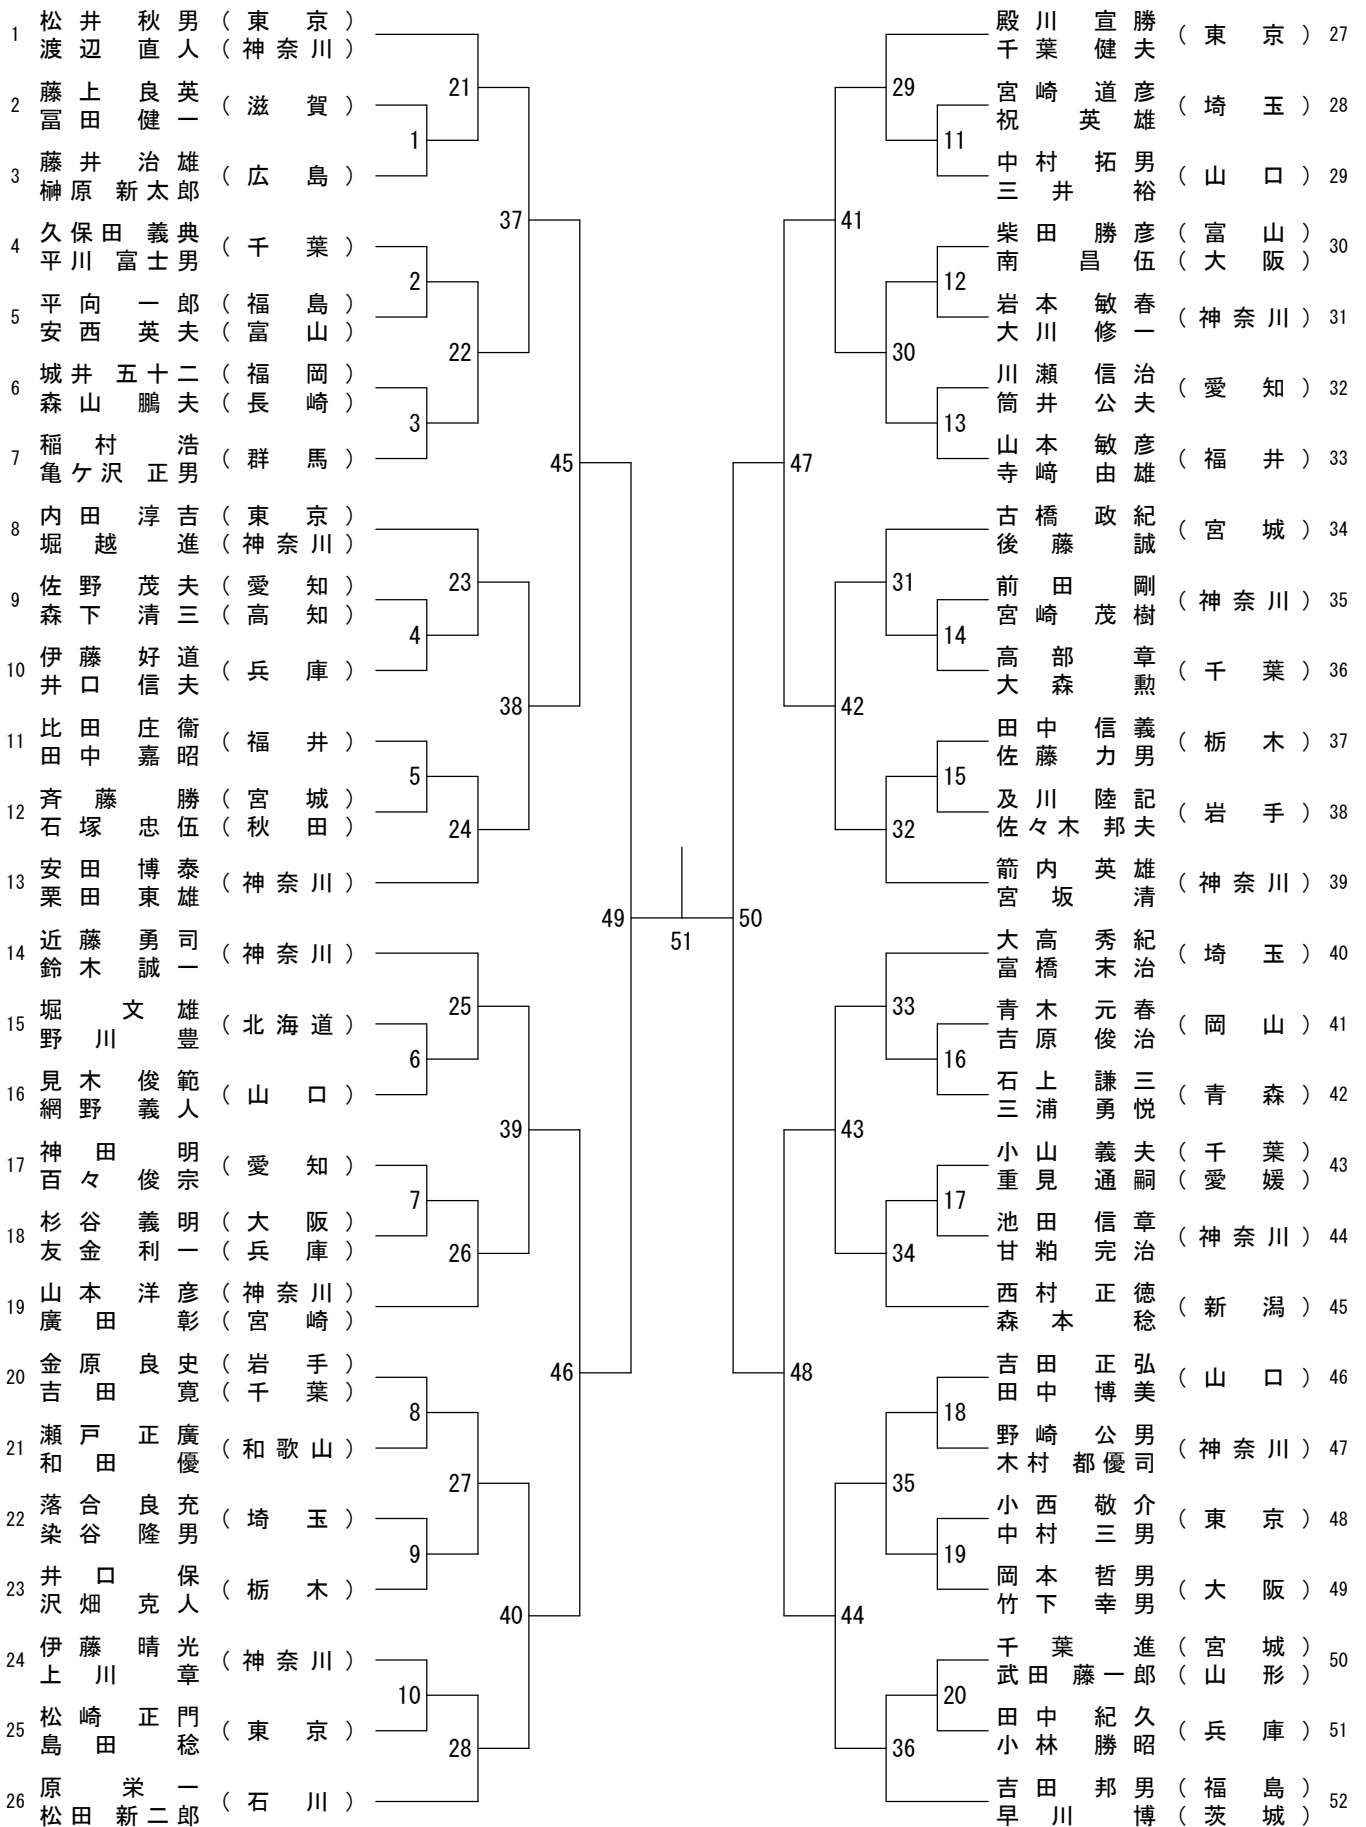 1 松井 秋男 (東京)
渡辺 直人 (神奈川)
2 藤上 良英 (滋賀)
冨田 健一
3 藤井 治雄 (広島)
榊原 新太郎
4 久保田 義典 (千葉)
平川 富士男
5 平向 一郎 (福島)
安西 英夫 (富山)
6 城井 五十二 (福岡)
森山 鵬夫 (長崎)
7 稲村 浩 (群馬)
亀ケ沢 正男
8 内田 淳吉 (東京)
堀越 進 (神奈川)
9 佐野 茂夫 (愛知)
森下 清三 (高知)
10 伊藤 好道 (兵庫)
井口 信夫
11 比田 庄衞 (福井)
田中 嘉昭
12 斉藤 勝 (宮城)
石塚 忠伍 (秋田)
13 安田 博泰 (神奈川)
栗田 東雄
14 近藤 勇司 (神奈川)
鈴木 誠一
15 堀 文雄 (北海道)
野川 豊
16 見木 俊範 (山口)
網野 義人
17 神田 明 (愛知)
百々 俊宗
18 杉谷 義明 (大阪)
友金 利一 (兵庫)
19 山本 洋彦 (神奈川)
廣田 彰 (宮崎)
20 金原 良史 (岩手)
吉田 寛 (千葉)
21 瀬戸 正廣 (和歌山)
和田 優
22 落合 良充 (埼玉)
染谷 隆男
23 井口 保 (栃木)
沢畑 克人
24 伊藤 晴光 (神奈川)
上川 章
25 松崎 正門 (東京)
島田 稔
26 原 栄一 (石川)
松田 新二郎
1
2
3
4
5
6
7
8
9
10
21
22
23
24
25
26
27
28
37
38
39
40
45
46
49
51
50
47
48
41
42
43
44
29
30
31
32
33
34
35
36
11
12
13
14
15
16
17
18
19
20
殿川 宣勝 (東京) 27
千葉 健夫
宮崎 道彦 (埼玉) 28
祝 英雄
中村 拓男 (山口) 29
三井 裕
柴田 勝彦 (富山) 30
南 昌伍 (大阪)
岩本 敏春 (神奈川) 31
大川 修一
川瀬 信治 (愛知) 32
筒井 公夫
山本 敏彦 (福井) 33
寺﨑 由雄
古橋 政紀 (宮城) 34
後藤 誠
前田 剛 (神奈川) 35
宮崎 茂樹
高部 章 (千葉) 36
大森 勲
田中 信義 (栃木) 37
佐藤 力男
及川 陸記 (岩手) 38
佐々木 邦夫
箭内 英雄 (神奈川) 39
宮坂 清
大高 秀紀 (埼玉) 40
富橋 末治
青木 元春 (岡山) 41
吉原 俊治
石上 謙三 (青森) 42
三浦 勇悦
小山 義夫 (千葉) 43
重見 通嗣 (愛媛)
池田 信章 (神奈川) 44
甘粕 完治
西村 正徳 (新潟) 45
森本 稔
吉田 正弘 (山口) 46
田中 博美
野崎 公男 (神奈川) 47
木村 都優司
小西 敬介 (東京) 48
中村 三男
岡本 哲男 (大阪) 49
竹下 幸男
千葉 進 (宮城) 50
武田 藤一郎 (山形)
田中 紀久 (兵庫) 51
小林 勝昭
吉田 邦男 (福島) 52
早川 博 (茨城)